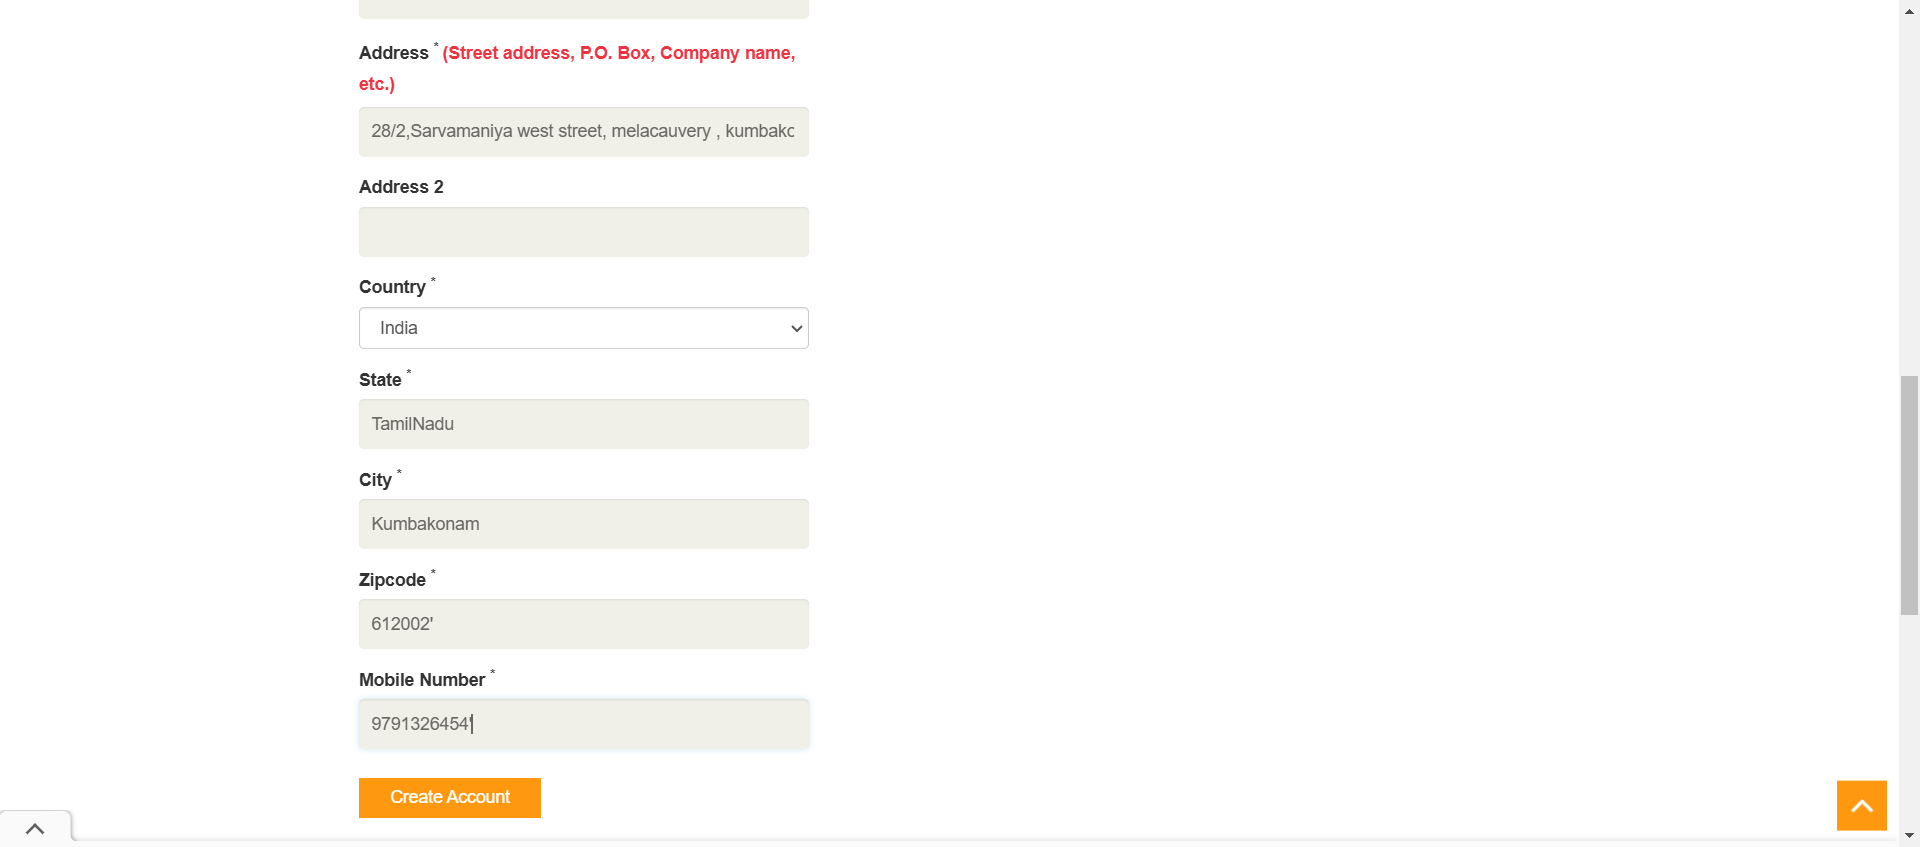 Address * (Street address, P.O. Box, Company name,
etc.)
28/2,Sarvamaniya west street, melacauvery , kumbakc
Address 2
Country *
India
State *
TamilNadu
City *
Kumbakonam
Zipcode *
612002'
Mobile Number *
9791326454'
Create Account